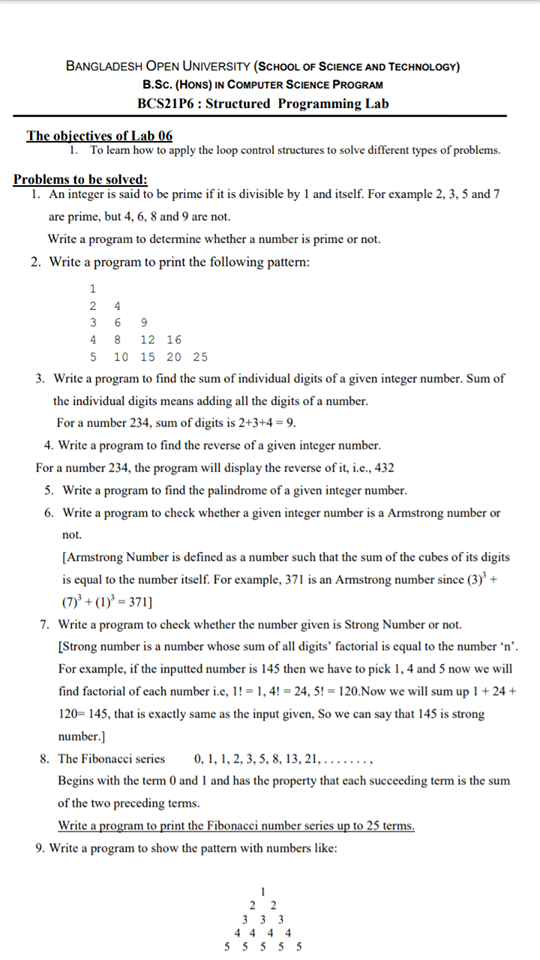 BANGLADESH OPEN UNIVERSITY (SCHOOL OF SCIENCE AND TECHNOLOGY)
B.SC. (HONS) IN COMPUTER SCIENCE PROGRAM
BCS21P6 : Structured Programming Lab
The objectives of Lab 06
1. To learn how to apply the loop control structures to solve different types of problems.
Problems to be solved:
1. An integer is said to be prime if it is divisible by 1 and itself. For example 2, 3, 5 and 7
are prime, but 4, 6, 8 and 9 are not.
Write a program to determine whether a number is prime or not.
2. Write a program to print the following pattern:
1
2 4
3 6 9
4 8 12 16
5 10 15 20 25
3. Write a program to find the sum of individual digits of a given integer number. Sum of
the individual digits means adding all the digits of a number.
For a number 234, sum of digits is 2+3+4 = 9.
4. Write a program to find the reverse of a given integer number.
For a number 234, the program will display the reverse of it, i.e., 432
5. Write a program to find the palindrome of a given integer number.
6. Write a program to check whether a given integer number is a Armstrong number or
not.
[Armstrong Number is defined as a number such that the sum of the cubes of its digits
is equal to the number itself. For example, 371 is an Armstrong number since (3)³ +
(7)³ + (1)³ = 371]
7. Write a program to check whether the number given is Strong Number or not.
[Strong number is a number whose sum of all digits’ factorial is equal to the number ‘n’.
For example, if the inputted number is 145 then we have to pick 1, 4 and 5 now we will
find factorial of each number i.e, 1! = 1, 4! = 24, 5! = 120.Now we will sum up 1 + 24 +
120= 145, that is exactly same as the input given, So we can say that 145 is strong
number.]
8. The Fibonacci series 0, 1, 1, 2, 3, 5, 8, 13, 21, . . . . . . . ,
Begins with the term 0 and 1 and has the property that each succeeding term is the sum
of the two preceding terms.
Write a program to print the Fibonacci number series up to 25 terms.
9. Write a program to show the pattern with numbers like:
1
2 2
3 3 3
4 4 4 4
5 5 5 5 5